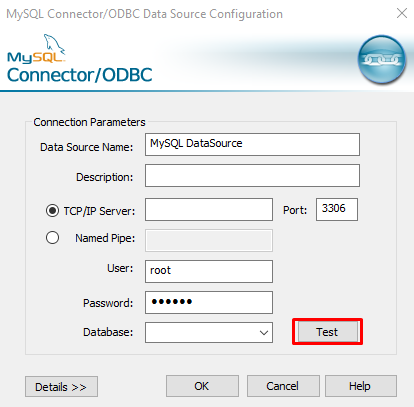 MySQL Connector/ODBC Data Source Configuration
MySQL
Connector/ODBC
Connection Parameters
Data Source Name: MySQL DataSource
Description:
TCP/IP Server: Port: 3306
Named Pipe:
User: root
Password: ●●●●●●
Database: Test
Details >> OK Cancel Help